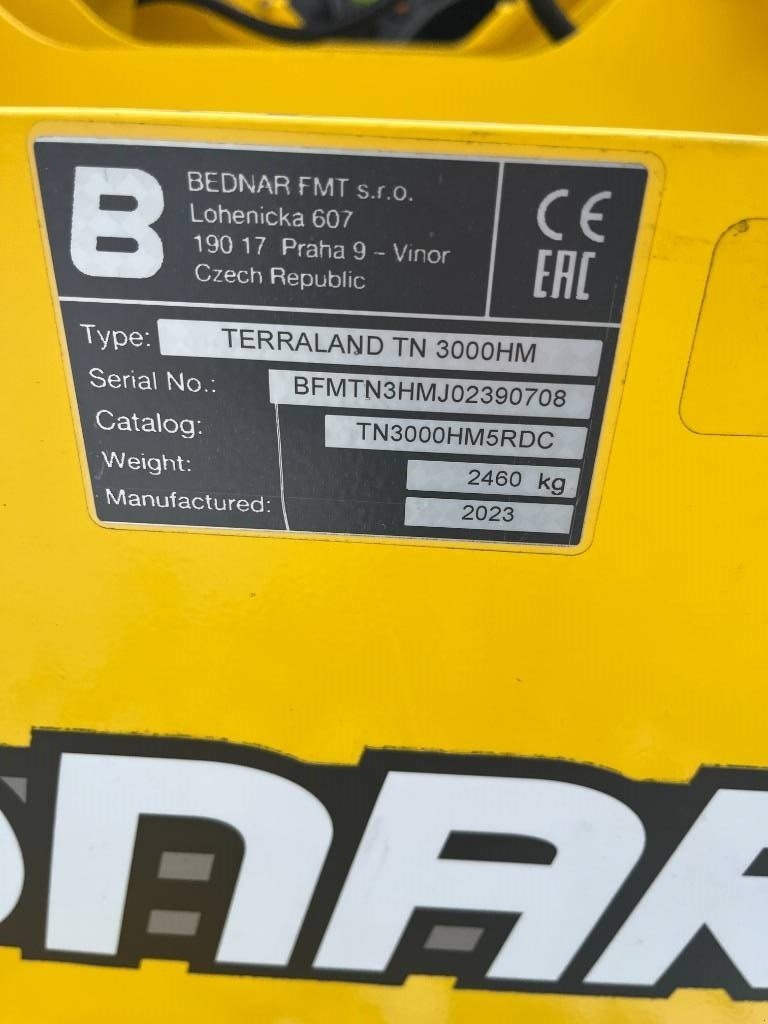 B
BEDNAR FMT s.r.o.
Lohenicka 607
190 17 Praha 9 - Vinor
Czech Republic
CE
EAC
Type: TERRALAND TN 3000HM
Serial No.: BFMTN3HMJ02390708
Catalog: TN3000HM5RDC
Weight: 2460 kg
Manufactured: 2023
DNAR